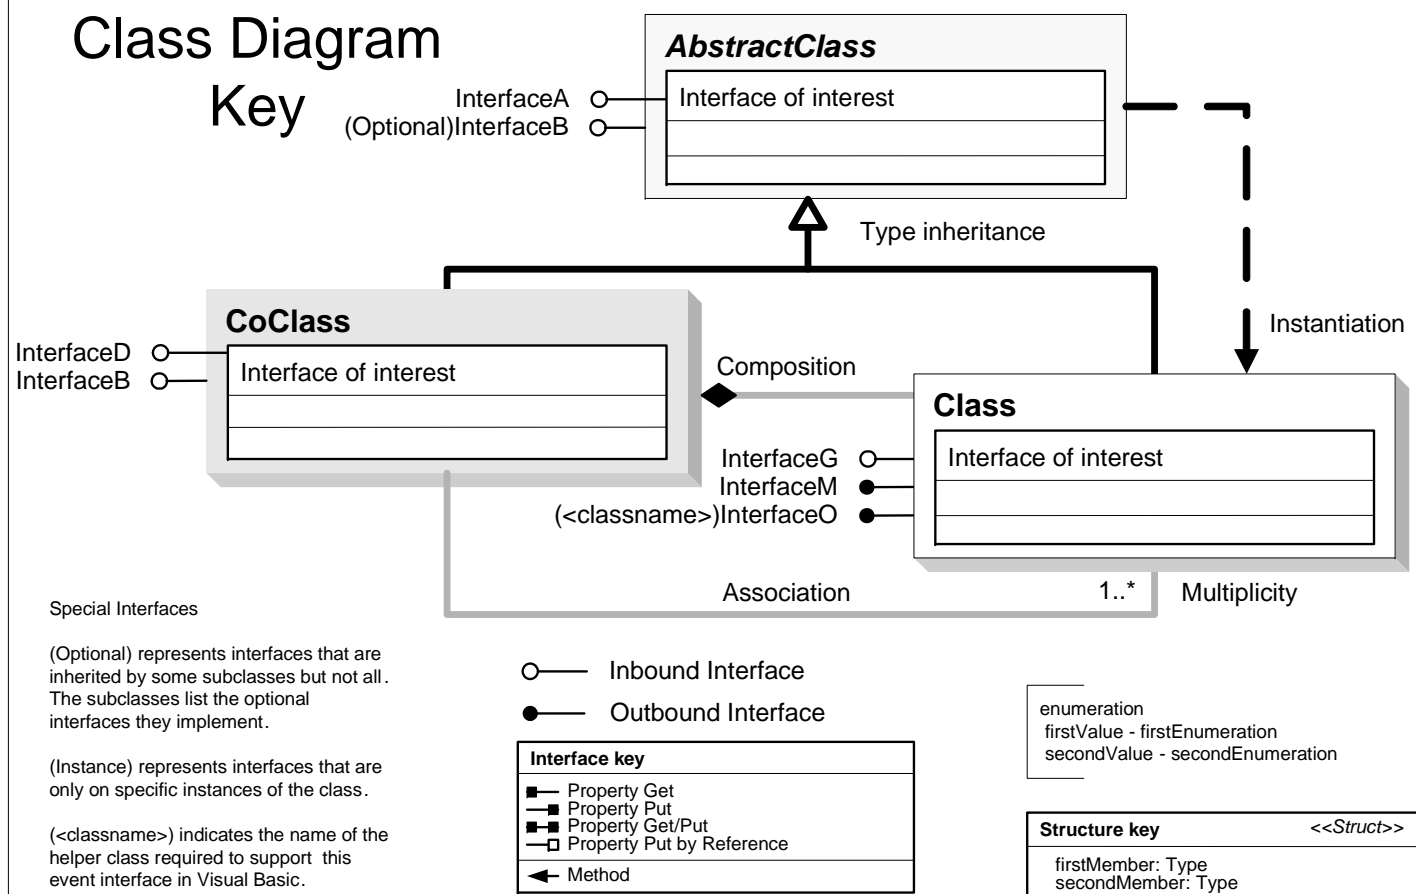 Class Diagram
Key
AbstractClass
InterfaceA
Interface of interest
(Optional)InterfaceB
Type inheritance
CoClass
InterfaceD
InterfaceB
Interface of interest
Instantiation
Composition
Class
InterfaceG
Interface of interest
InterfaceM
(<classname>)InterfaceO
Association
1..*
Multiplicity
Special Interfaces
(Optional) represents interfaces that are
inherited by some subclasses but not all.
The subclasses list the optional
interfaces they implement.
(Instance) represents interfaces that are
only on specific instances of the class.
(<classname>) indicates the name of the
helper class required to support this
event interface in Visual Basic.
Inbound Interface
Outbound Interface
Interface key
Property Get
Property Put
Property Get/Put
Property Put by Reference
Method
enumeration
firstValue - firstEnumeration
secondValue - secondEnumeration
Structure key
<<Struct>>
firstMember: Type
secondMember: Type